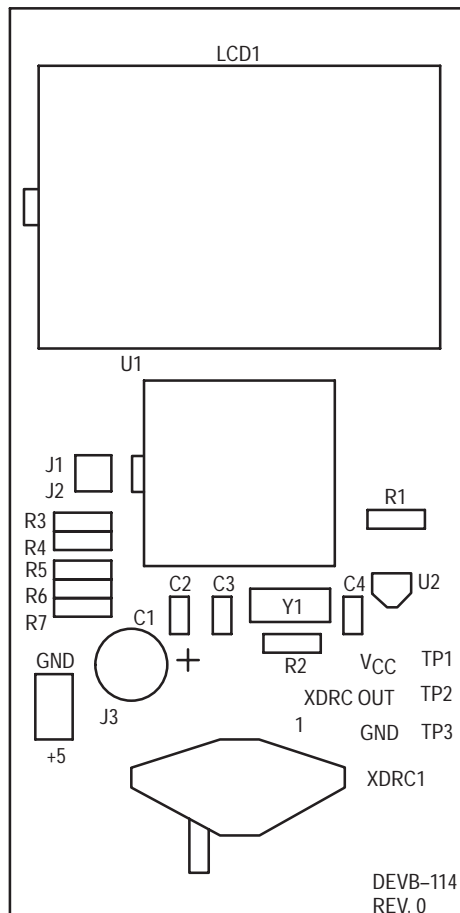 LCD1
U1
J1
J2
R1
R3
R4
R5
R6
R7
C2 C3 Y1 C4 U2
C1
R2
GND
+
V_CC TP1
XDRC OUT TP2
J3
1
GND TP3
+5
XDRC1
DEVB–114
REV. 0